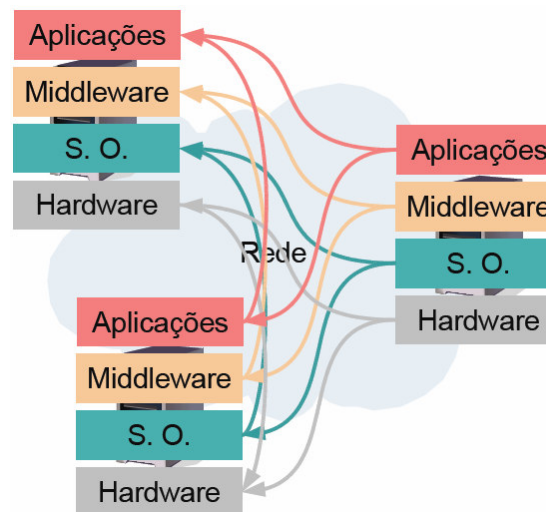 Aplicações
Middleware
S. O.
Hardware
Aplicações
Middleware
S. O.
Hardware
Rede
Aplicações
Middleware
S. O.
Hardware